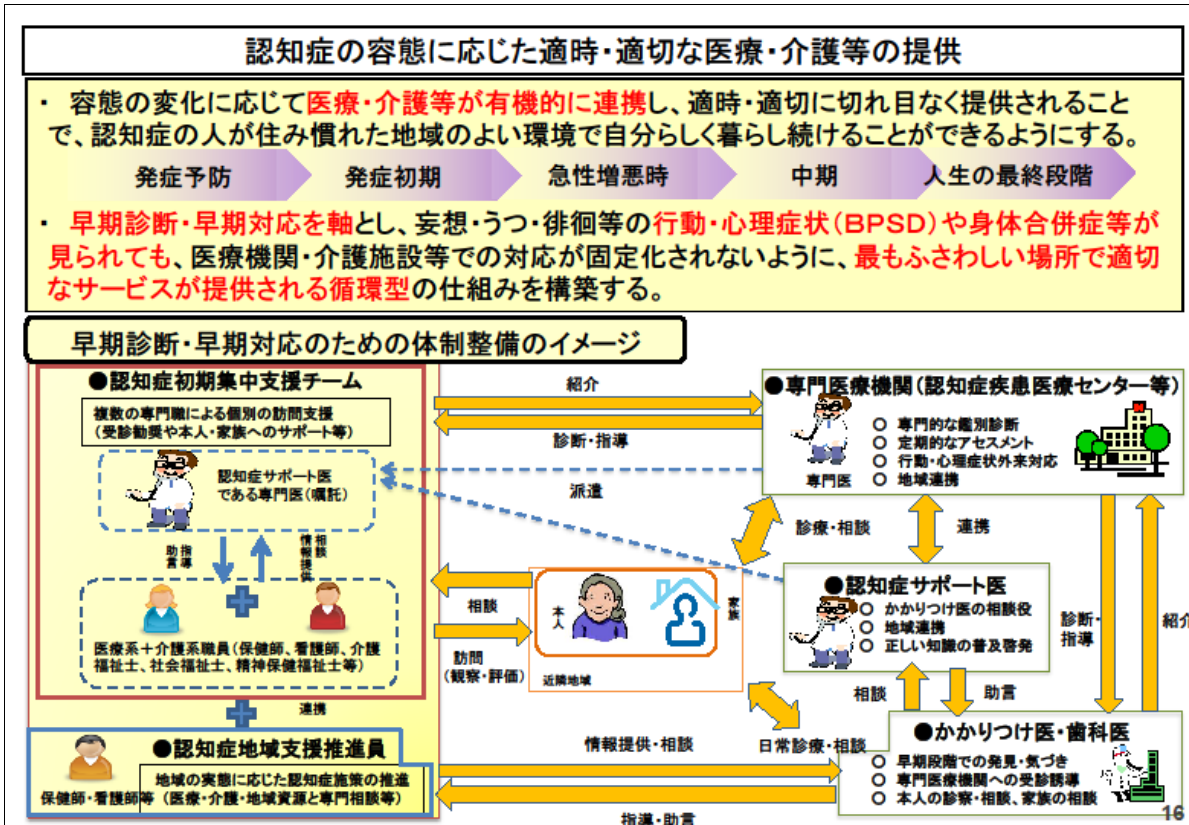 認知症の容態に応じた適時・適切な医療・介護等の提供
・ 容態の変化に応じて医療・介護等が有機的に連携し、適時・適切に切れ目なく提供されること
で、認知症の人が住み慣れた地域のよい環境で自分らしく暮らし続けることができるようにする。
発症予防
発症初期
急性増悪時
中期
人生の最終段階
・ 早期診断・早期対応を軸とし、妄想・うつ・徘徊等の行動・心理症状(BPSD)や身体合併症等が
見られても、医療機関・介護施設等での対応が固定化されないように、最もふさわしい場所で適切
なサービスが提供される循環型の仕組みを構築する。
早期診断・早期対応のための体制整備のイメージ
●認知症初期集中支援チーム
複数の専門職による個別の訪問支援
(受診勧奨や本人・家族へのサポート等)
認知症サポート医
である専門医(嘱託)
指導
助言
相談
情報提供
医療系+介護系職員(保健師、看護師、介護
福祉士、社会福祉士、精神保健福祉士等)
連携
●認知症地域支援推進員
地域の実態に応じた認知症施策の推進
保健師・看護師等 (医療・介護・地域資源と専門相談等)
紹介
診断・指導
派遣
相談
訪問
(観察・評価)
本人
家族
近隣地域
診療・相談
連携
●専門医療機関(認知症疾患医療センター等)
○ 専門的な鑑別診断
○ 定期的なアセスメント
○ 行動・心理症状外来対応
○ 地域連携
専門医
●認知症サポート医
○ かかりつけ医の相談役
○ 地域連携
○ 正しい知識の普及啓発
診断・
指導
紹介
相談
助言
情報提供・相談
日常診療・相談
●かかりつけ医・歯科医
○ 早期段階での発見・気づき
○ 専門医療機関への受診誘導
○ 本人の診察・相談、家族の相談
指導・助言
16